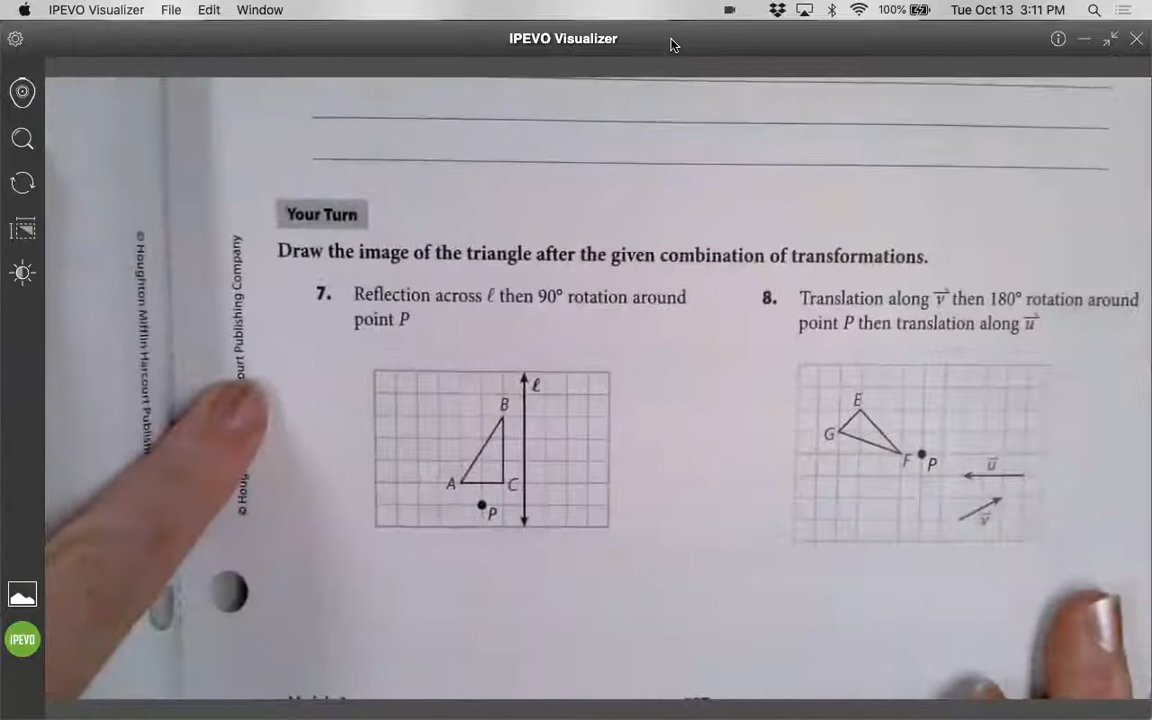 IPEVO Visualizer File Edit Window 100% Tue Oct 13 3:11 PM
IPEVO Visualizer
Your Turn
Draw the image of the triangle after the given combination of transformations.
7. Reflection across ℓ then 90° rotation around
point P
8. Translation along v⃗ then 180° rotation around
point P then translation along u⃗
ℓ
B
A
C
P
E
G
F
P
u⃗
v⃗
© Houghton Mifflin Harcourt
Publishing Company
IPEVO